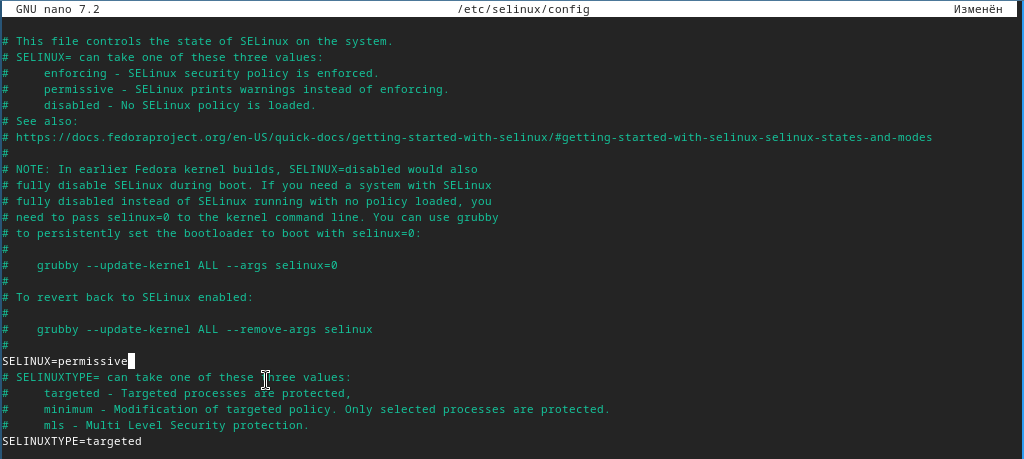 GNU nano 7.2 /etc/selinux/config Изменён
# This file controls the state of SELinux on the system.
# SELINUX= can take one of these three values:
#     enforcing - SELinux security policy is enforced.
#     permissive - SELinux prints warnings instead of enforcing.
#     disabled - No SELinux policy is loaded.
# See also:
# https://docs.fedoraproject.org/en-US/quick-docs/getting-started-with-selinux/#getting-started-with-selinux-selinux-states-and-modes
#
# NOTE: In earlier Fedora kernel builds, SELINUX=disabled would also
# fully disable SELinux during boot. If you need a system with SELinux
# fully disabled instead of SELinux running with no policy loaded, you
# need to pass selinux=0 to the kernel command line. You can use grubby
# to persistently set the bootloader to boot with selinux=0:
#
#    grubby --update-kernel ALL --args selinux=0
#
# To revert back to SELinux enabled:
#
#    grubby --update-kernel ALL --remove-args selinux
#
SELINUX=permissive
# SELINUXTYPE= can take one of these three values:
#     targeted - Targeted processes are protected,
#     minimum - Modification of targeted policy. Only selected processes are protected.
#     mls - Multi Level Security protection.
SELINUXTYPE=targeted